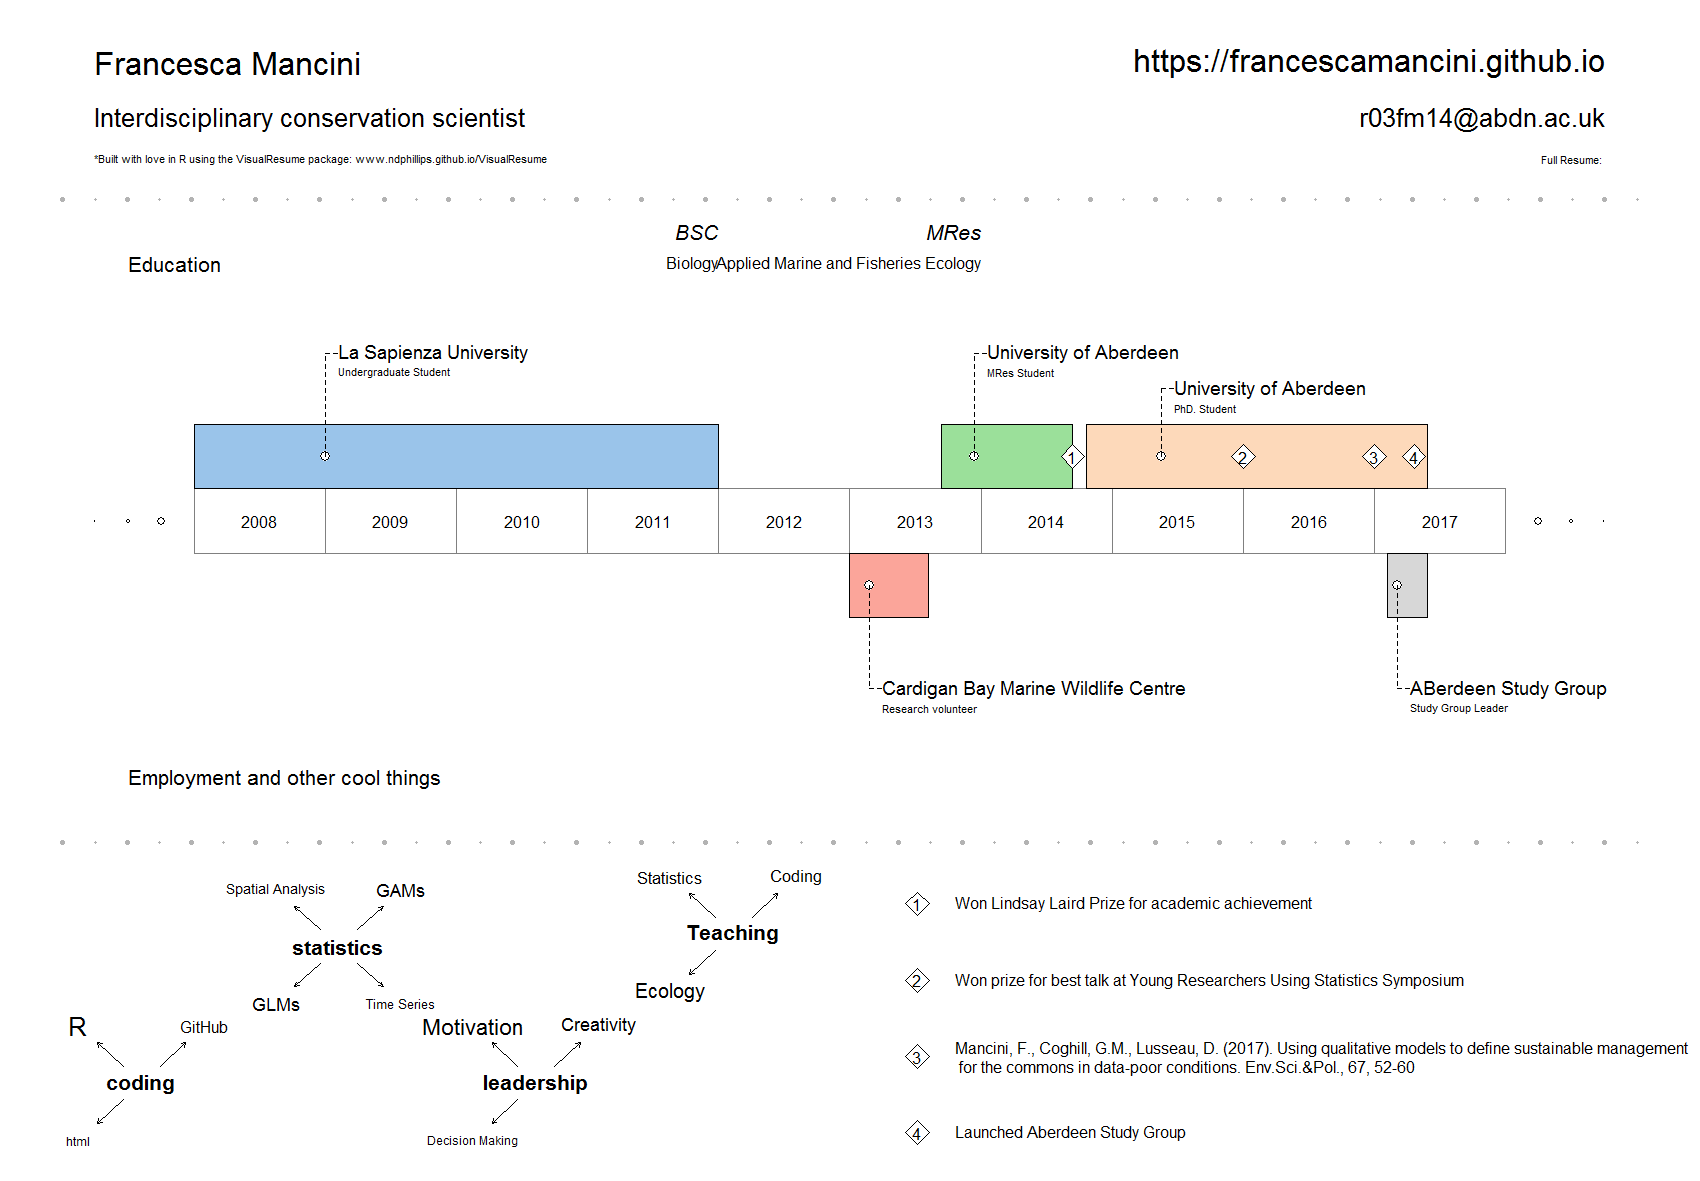 Francesca Mancini
https://francescamancini.github.io
Interdisciplinary conservation scientist
r03fm14@abdn.ac.uk
*Built with love in R using the VisualResume package: www.ndphillips.github.io/VisualResume
Full Resume:
BSC
MRes
Education
Biology
Applied Marine and Fisheries Ecology
La Sapienza University
Undergraduate Student
University of Aberdeen
MRes Student
University of Aberdeen
PhD. Student
1
2
3
4
2008
2009
2010
2011
2012
2013
2014
2015
2016
2017
Cardigan Bay Marine Wildlife Centre
Research volunteer
ABerdeen Study Group
Study Group Leader
Employment and other cool things
Spatial Analysis
GAMs
statistics
GLMs
Time Series
Statistics
Coding
Teaching
Ecology
R
GitHub
coding
html
Motivation
Creativity
leadership
Decision Making
1 Won Lindsay Laird Prize for academic achievement
2 Won prize for best talk at Young Researchers Using Statistics Symposium
3 Mancini, F., Coghill, G.M., Lusseau, D. (2017). Using qualitative models to define sustainable management
for the commons in data-poor conditions. Env.Sci.&Pol., 67, 52-60
4 Launched Aberdeen Study Group